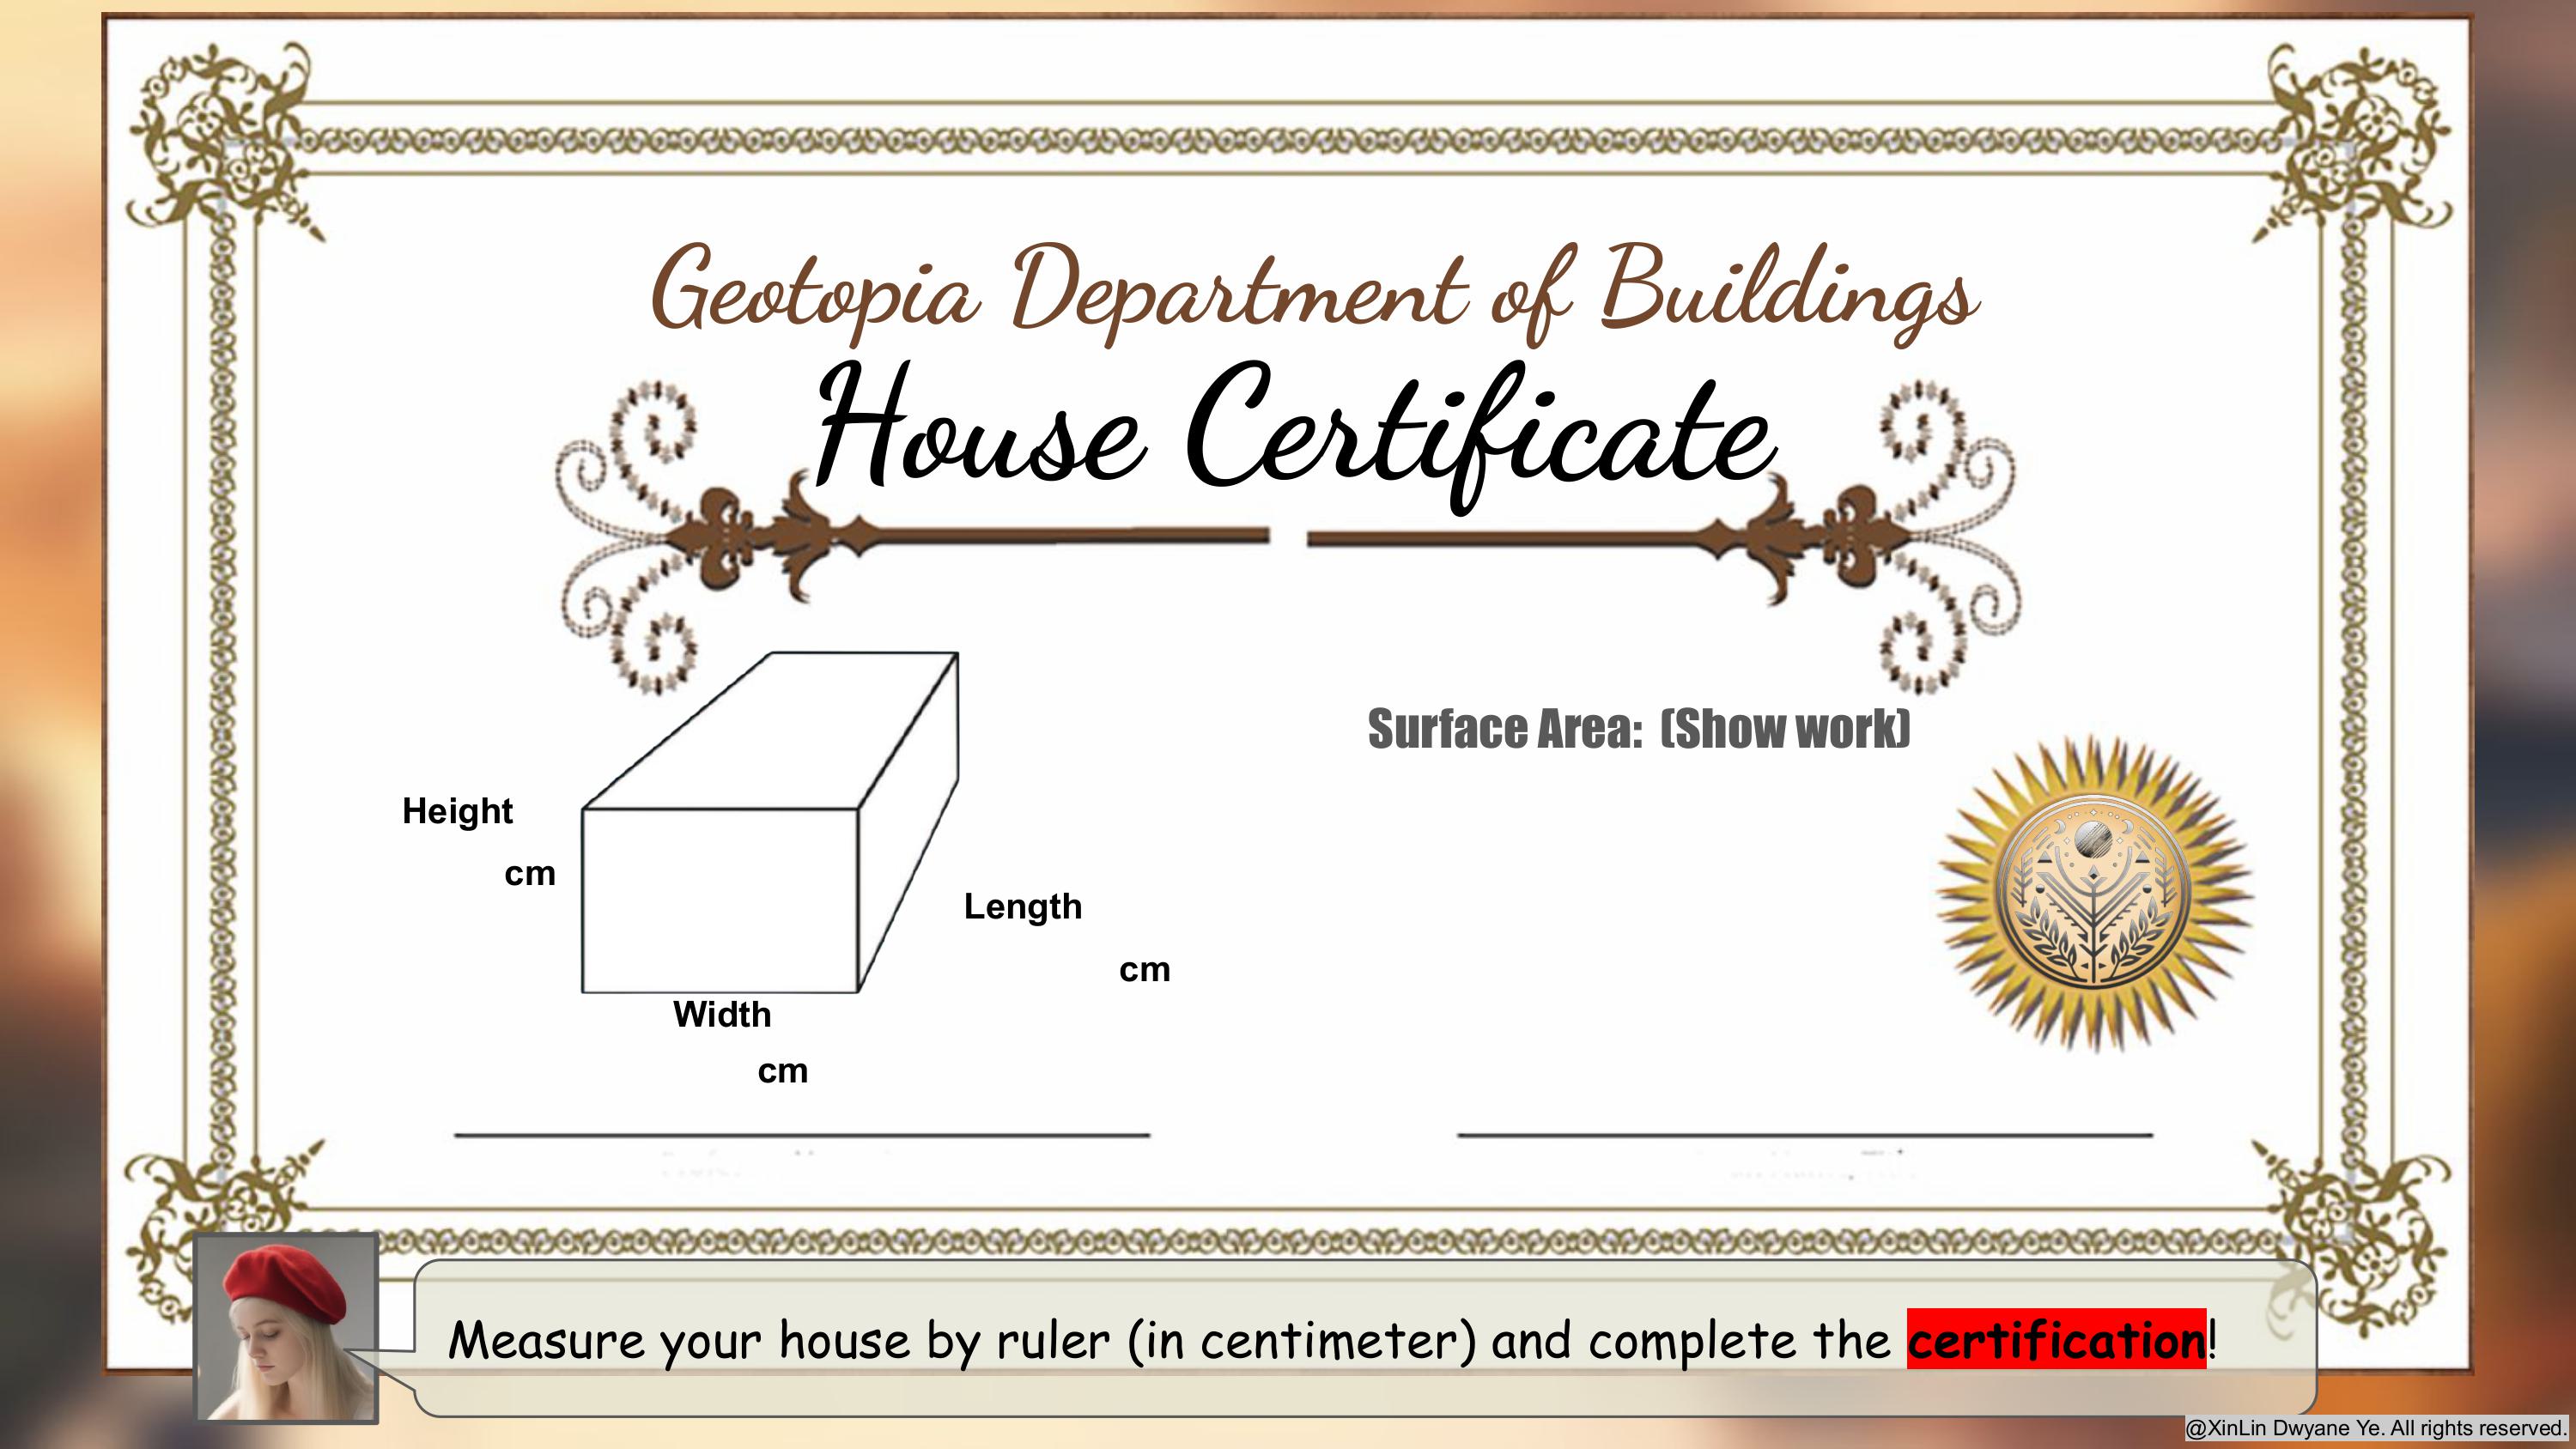 Geotopia Department of Buildings
House Certificate
Surface Area: (Show work)
Height
cm
Length
cm
Width
cm
Measure your house by ruler (in centimeter) and complete the certification!
@XinLin Dwyane Ye. All rights reserved.